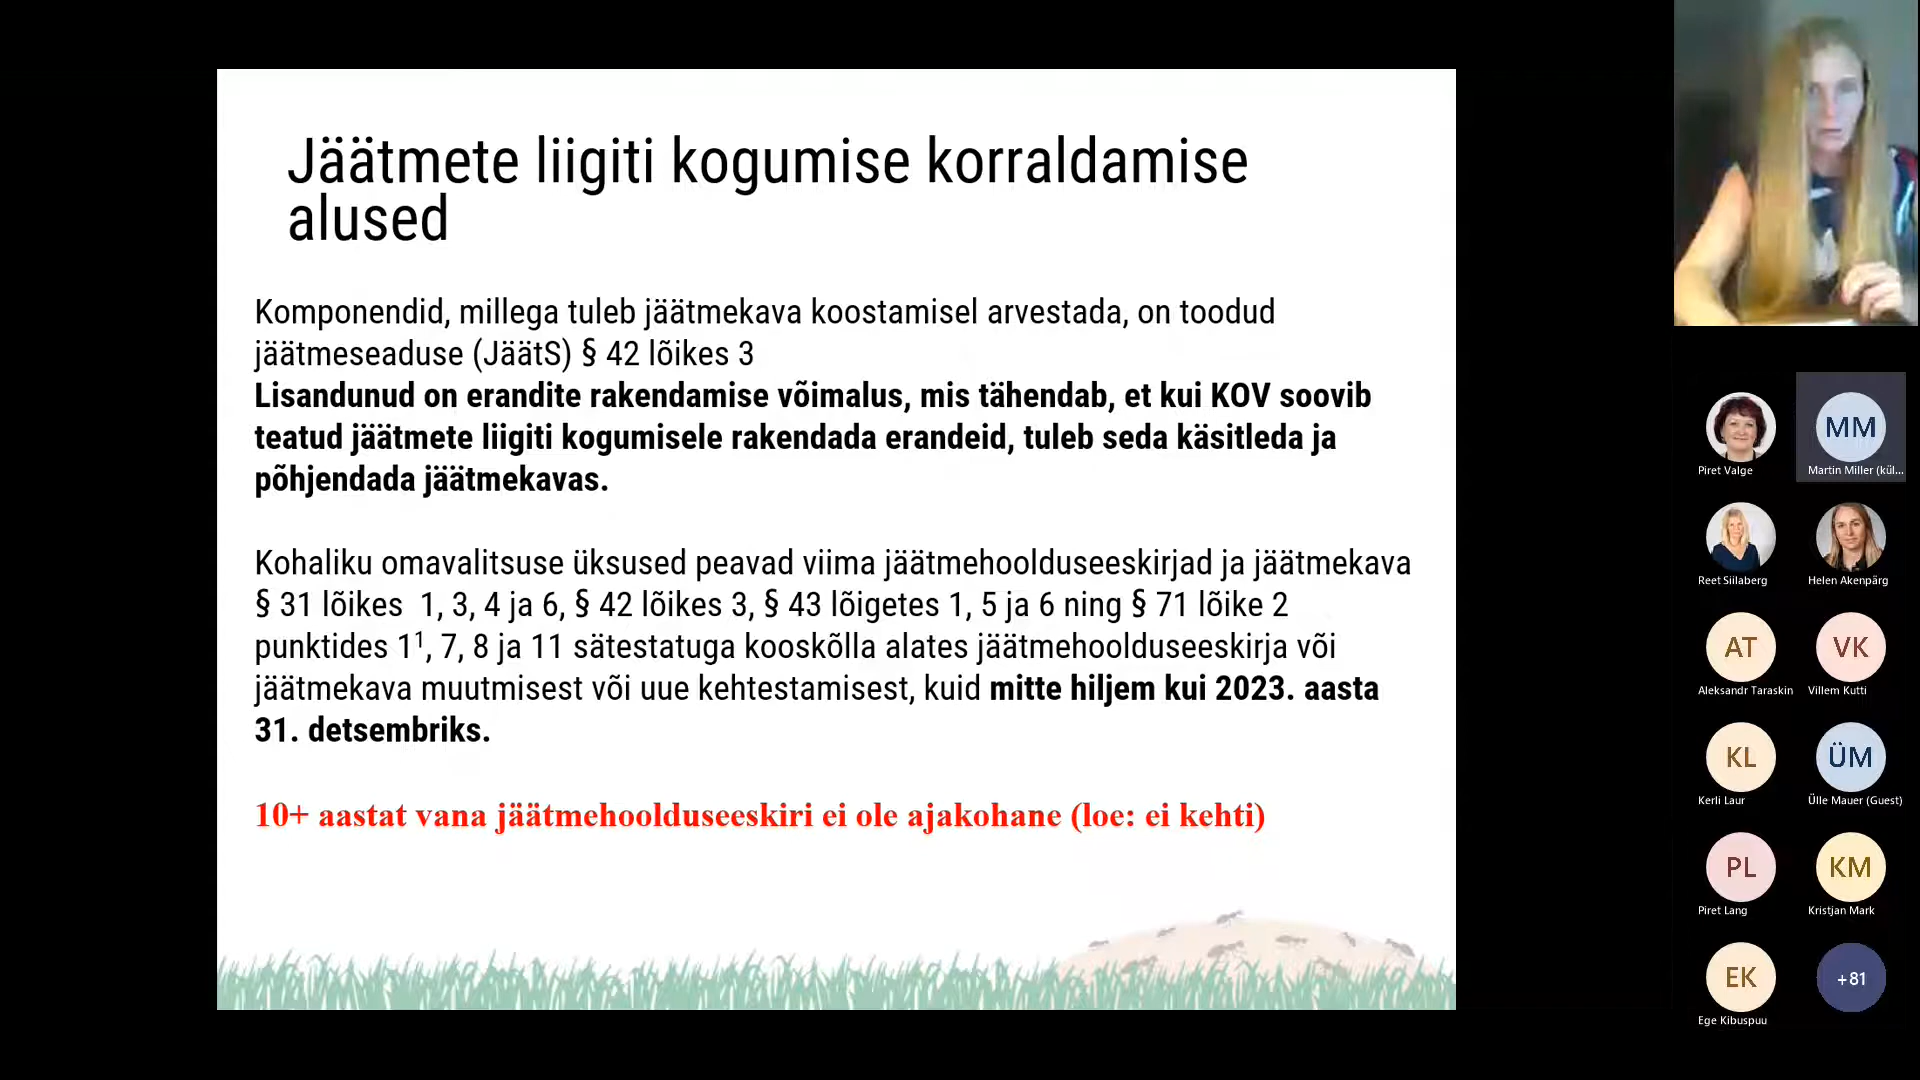 Jäätmete liigiti kogumise korraldamise
alused
Komponendid, millega tuleb jäätmekava koostamisel arvestada, on toodud
jäätmeseaduse (JäätS) § 42 lõikes 3
Lisandunud on erandite rakendamise võimalus, mis tähendab, et kui KOV soovib
teatud jäätmete liigiti kogumisele rakendada erandeid, tuleb seda käsitleda ja
põhjendada jäätmekavas.
Kohaliku omavalitsuse üksused peavad viima jäätmehoolduseeskirjad ja jäätmekava
§ 31 lõikes 1, 3, 4 ja 6, § 42 lõikes 3, § 43 lõigetes 1, 5 ja 6 ning § 71 lõike 2
punktides 1¹, 7, 8 ja 11 sätestatuga kooskõlla alates jäätmehoolduseeskirja või
jäätmekava muutmisest või uue kehtestamisest, kuid mitte hiljem kui 2023. aasta
31. detsembriks.
10+ aastat vana jäätmehoolduseeskiri ei ole ajakohane (loe: ei kehti)
Piret Valge
MM
Martin Miller (kül...
Reet Siilaberg
Helen Akenpärg
AT
Aleksandr Taraskin
VK
Villem Kutti
KL
Kerli Laur
ÜM
Ülle Mauer (Guest)
PL
Piret Lang
KM
Kristjan Mark
EK
Ege Kibuspuu
+81